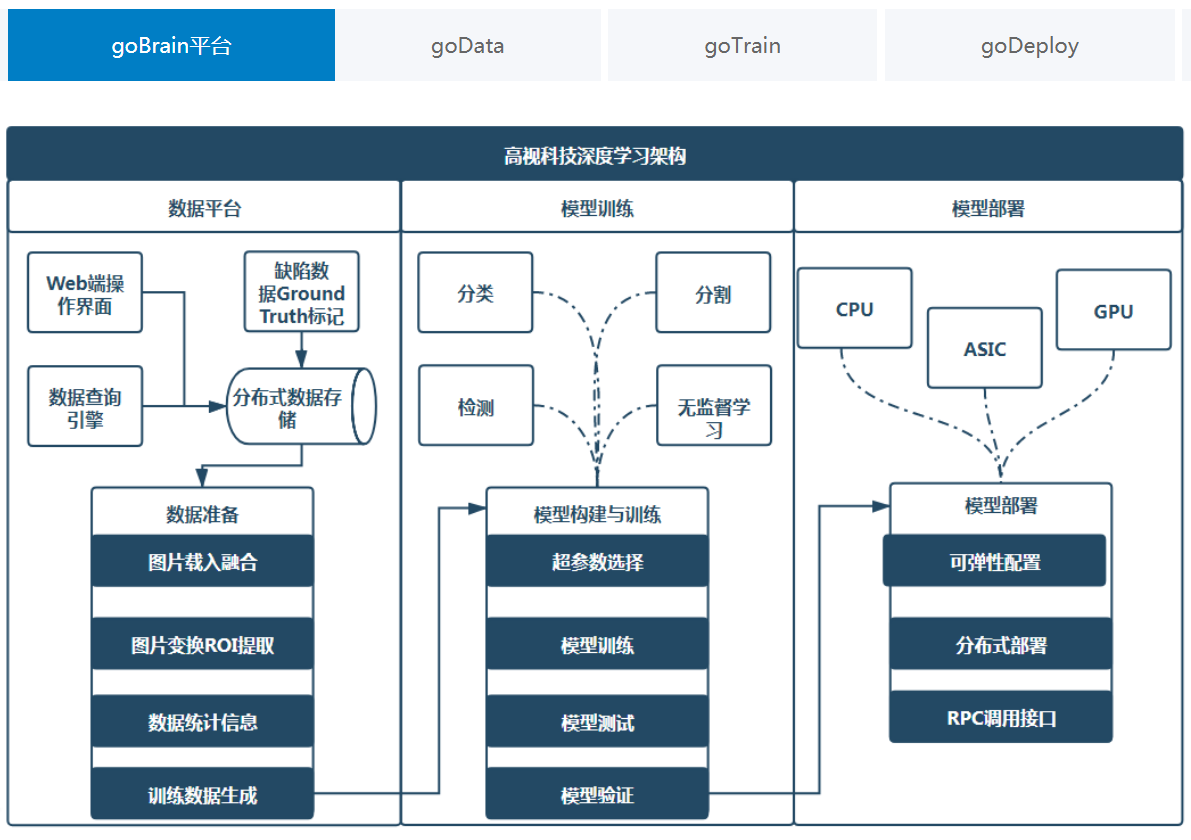 goBrain平台
goData
goTrain
goDeploy
高视科技深度学习架构
数据平台
模型训练
模型部署
Web端操
作界面
缺陷数
据Ground
Truth标记
数据查询
引擎
分布式数据存
储
数据准备
图片载入融合
图片变换ROI提取
数据统计信息
训练数据生成
分类
分割
检测
无监督学
习
模型构建与训练
超参数选择
模型训练
模型测试
模型验证
CPU
ASIC
GPU
模型部署
可弹性配置
分布式部署
RPC调用接口